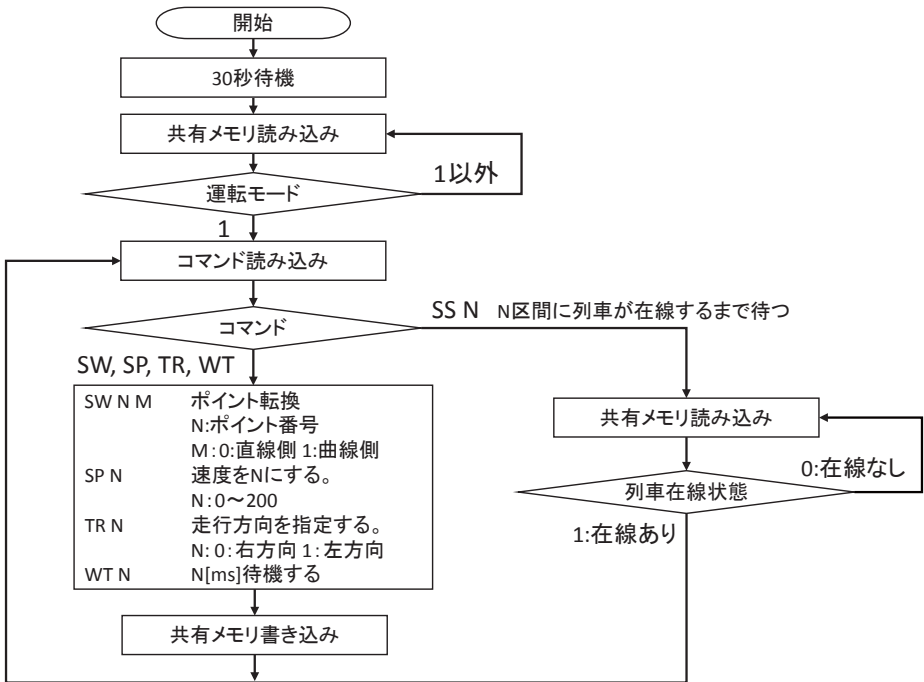 開始
30秒待機
共有メモリ読み込み
1以外
運転モード
1
コマンド読み込み
SS N N区間に列車が在線するまで待つ
コマンド
SW, SP, TR, WT
SW N M ポイント転換
N:ポイント番号
M:0:直線側 1:曲線側
SP N 速度をNにする。
N:0～200
TR N 走行方向を指定する。
N: 0:右方向 1:左方向
WT N N[ms]待機する
共有メモリ書き込み
共有メモリ読み込み
0:在線なし
列車在線状態
1:在線あり